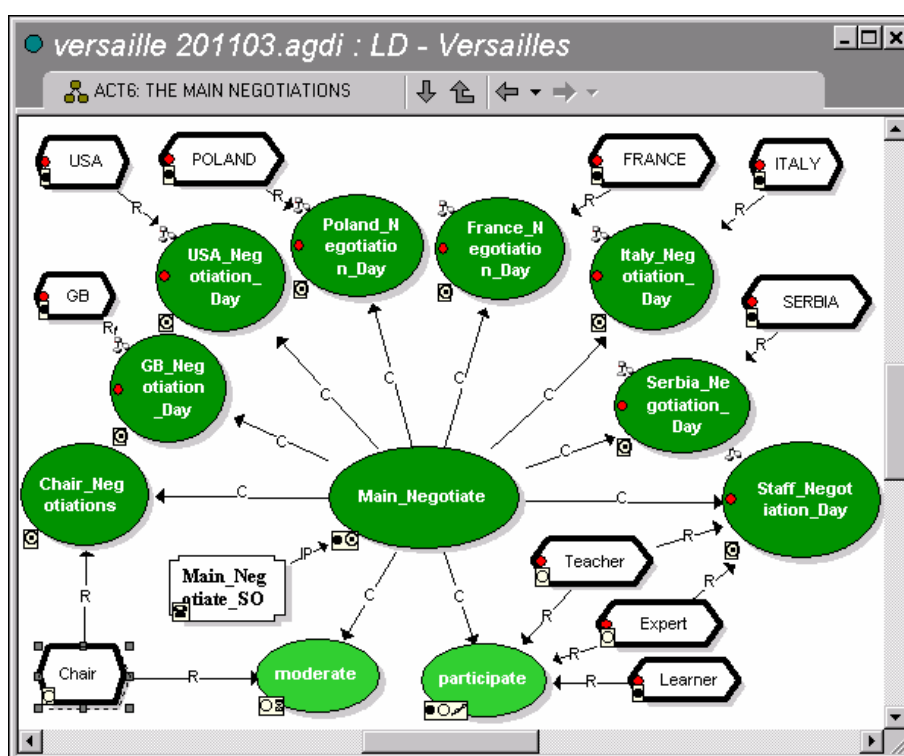 versaille 201103.agdi : LD - Versailles
ACT6: THE MAIN NEGOTIATIONS
USA
POLAND
FRANCE
ITALY
R
R
R
R
USA_Neg
otiation_
Day
Poland_N
egotiatio
n_Day
France_N
egotiatio
n_Day
Italy_Neg
otiation_
Day
GB
SERBIA
R
R
GB_Neg
otiation
_Day
Serbia_Ne
gotiation_
Day
C
C
C
C
C
C
Chair_Neg
otiations
C
Main_Negotiate
C
Staff_Negot
iation_Day
Main_Neg
otiate_SO
IP
Teacher
R
R
R
C
C
R
Expert
R
Chair
R
moderate
participate
R
Learner